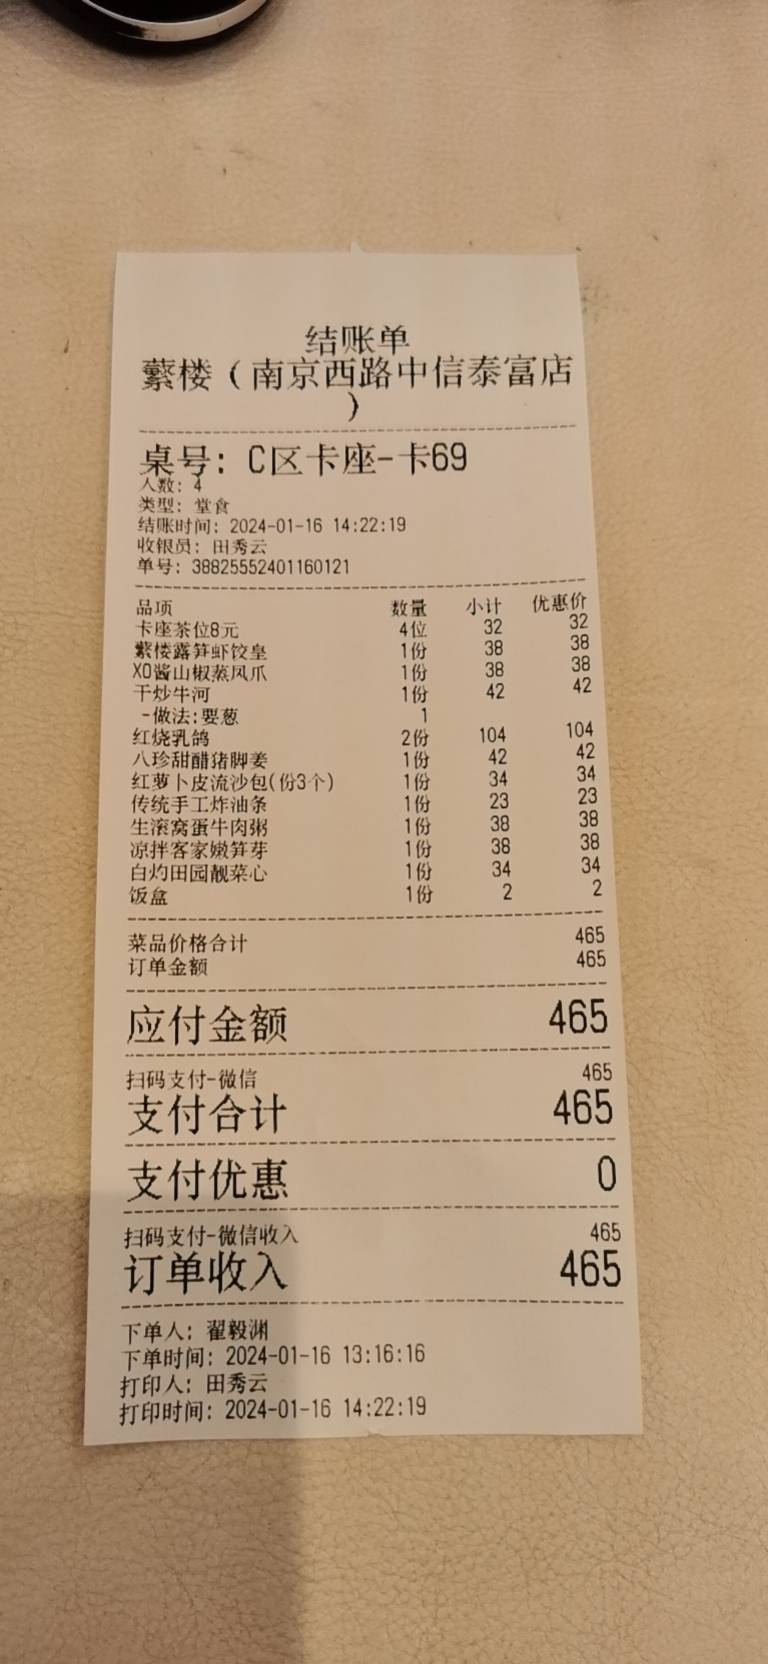 结账单
蘩楼（南京西路中信泰富店
）
桌号: C区卡座-卡69
人数: 4
类型: 堂食
结账时间: 2024-01-16 14:22:19
收银员: 田秀云
单号: 38825552401160121
品项 数量 小计 优惠价
卡座茶位8元 4位 32 32
蘩楼露笋虾饺皇 1份 38 38
XO酱山椒蒸凤爪 1份 38 38
干炒牛河 1份 42 42
-做法:要葱 1
红烧乳鸽 2份 104 104
八珍甜醋猪脚姜 1份 42 42
红萝卜皮流沙包(份3个) 1份 34 34
传统手工炸油条 1份 23 23
生滚窝蛋牛肉粥 1份 38 38
凉拌客家嫩笋芽 1份 38 38
白灼田园靓菜心 1份 34 34
饭盒 1份 2 2
菜品价格合计 465
订单金额 465
应付金额 465
扫码支付-微信 465
支付合计 465
支付优惠 0
扫码支付-微信收入 465
订单收入 465
下单人: 翟毅渊
下单时间: 2024-01-16 13:16:16
打印人: 田秀云
打印时间: 2024-01-16 14:22:19